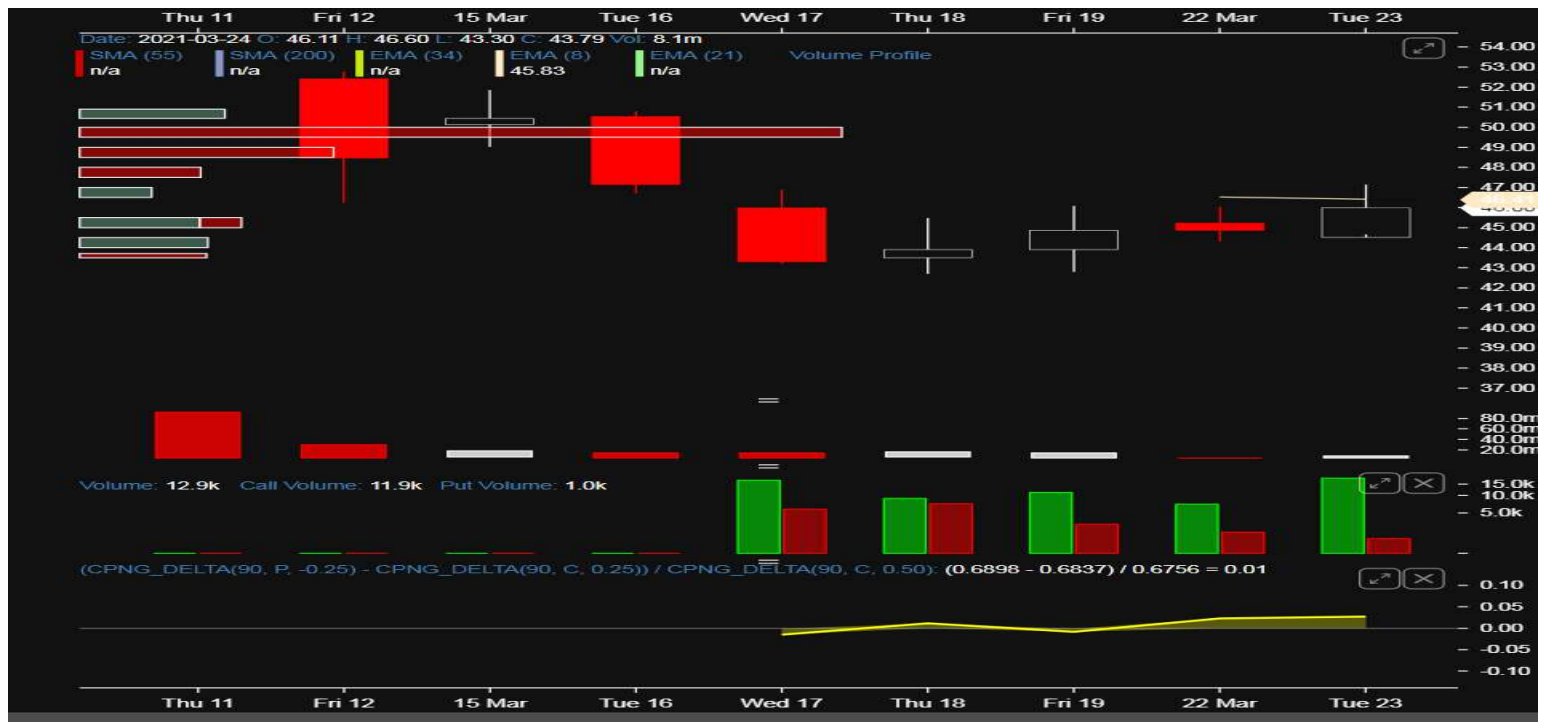 Thu 11 Fri 12 15 Mar Tue 16 Wed 17 Thu 18 Fri 19 22 Mar Tue 23
Date: 2021-03-24 O: 46.11 H: 46.60 L: 43.30 C: 43.79 Vol: 8.1m
SMA (55) SMA (200) EMA (34) EMA (8) EMA (21) Volume Profile
n/a n/a n/a 45.83 n/a
54.00
53.00
52.00
51.00
50.00
49.00
48.00
47.00
45.00
44.00
43.00
42.00
41.00
40.00
39.00
38.00
37.00
80.0m
60.0m
40.0m
20.0m
Volume: 12.9k Call Volume: 11.9k Put Volume: 1.0k
15.0k
10.0k
5.0k
(CPNG_DELTA(90, P, -0.25) - CPNG_DELTA(90, C, 0.25)) / CPNG_DELTA(90, C, 0.50): (0.6898 - 0.6837) / 0.6756 = 0.01
0.10
0.05
0.00
-0.05
-0.10
Thu 11 Fri 12 15 Mar Tue 16 Wed 17 Thu 18 Fri 19 22 Mar Tue 23